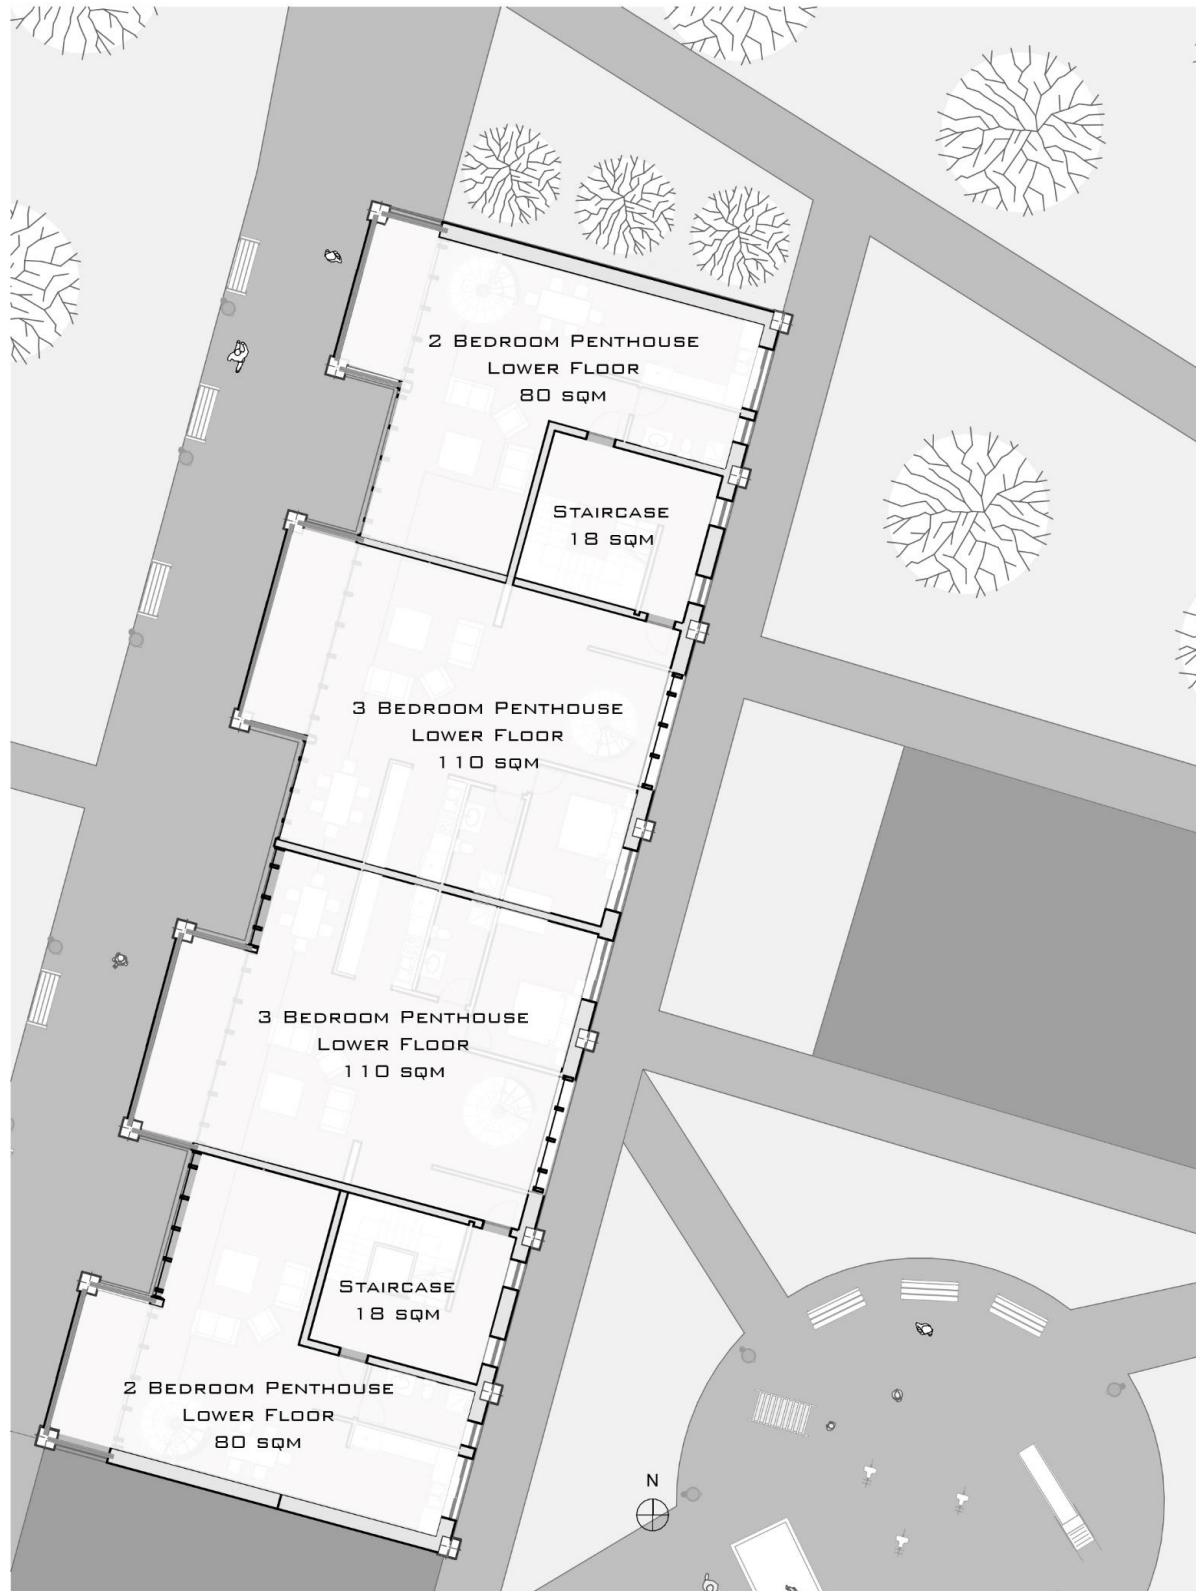 2 Bedroom Penthouse
Lower Floor
80 sqm
Staircase
18 sqm
3 Bedroom Penthouse
Lower Floor
110 sqm
3 Bedroom Penthouse
Lower Floor
110 sqm
Staircase
18 sqm
2 Bedroom Penthouse
Lower Floor
80 sqm
N